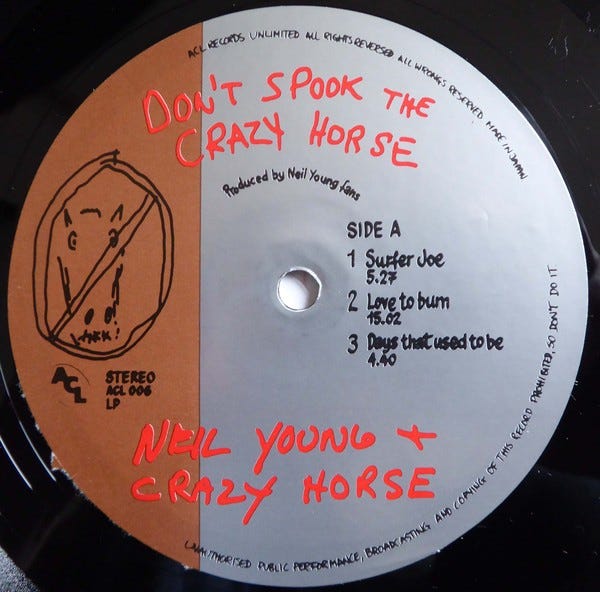 ACL RECORDS UNLIMITED ALL RIGHTS REVERSED ALL WRONGS RESERVED MADE IN JAPAN
DON'T SPOOK THE
CRAZY HORSE
Produced by Neil Young fans
SIDE A
1 Surfer Joe
5.27
2 Love to burn
15.02
3 Days that used to be
4.40
ACL
STEREO
ACL 006
LP
NEIL YOUNG +
CRAZY HORSE
UNAUTHORISED PUBLIC PERFORMANCE, BROADCASTING AND COPYING OF THIS RECORD PROHIBITED, SO DON'T DO IT